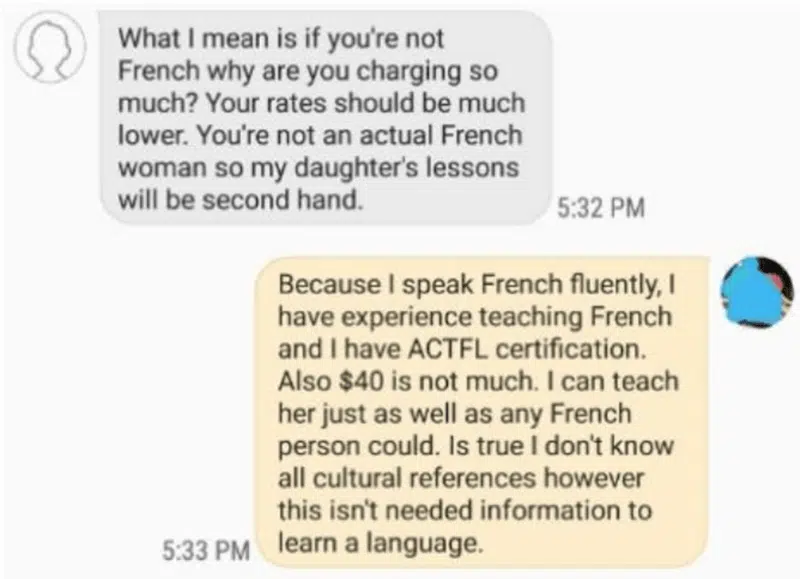 What I mean is if you're not
French why are you charging so
much? Your rates should be much
lower. You're not an actual French
woman so my daughter's lessons
will be second hand.
5:32 PM
Because I speak French fluently, I
have experience teaching French
and I have ACTFL certification.
Also $40 is not much. I can teach
her just as well as any French
person could. Is true I don't know
all cultural references however
this isn't needed information to
learn a language.
5:33 PM